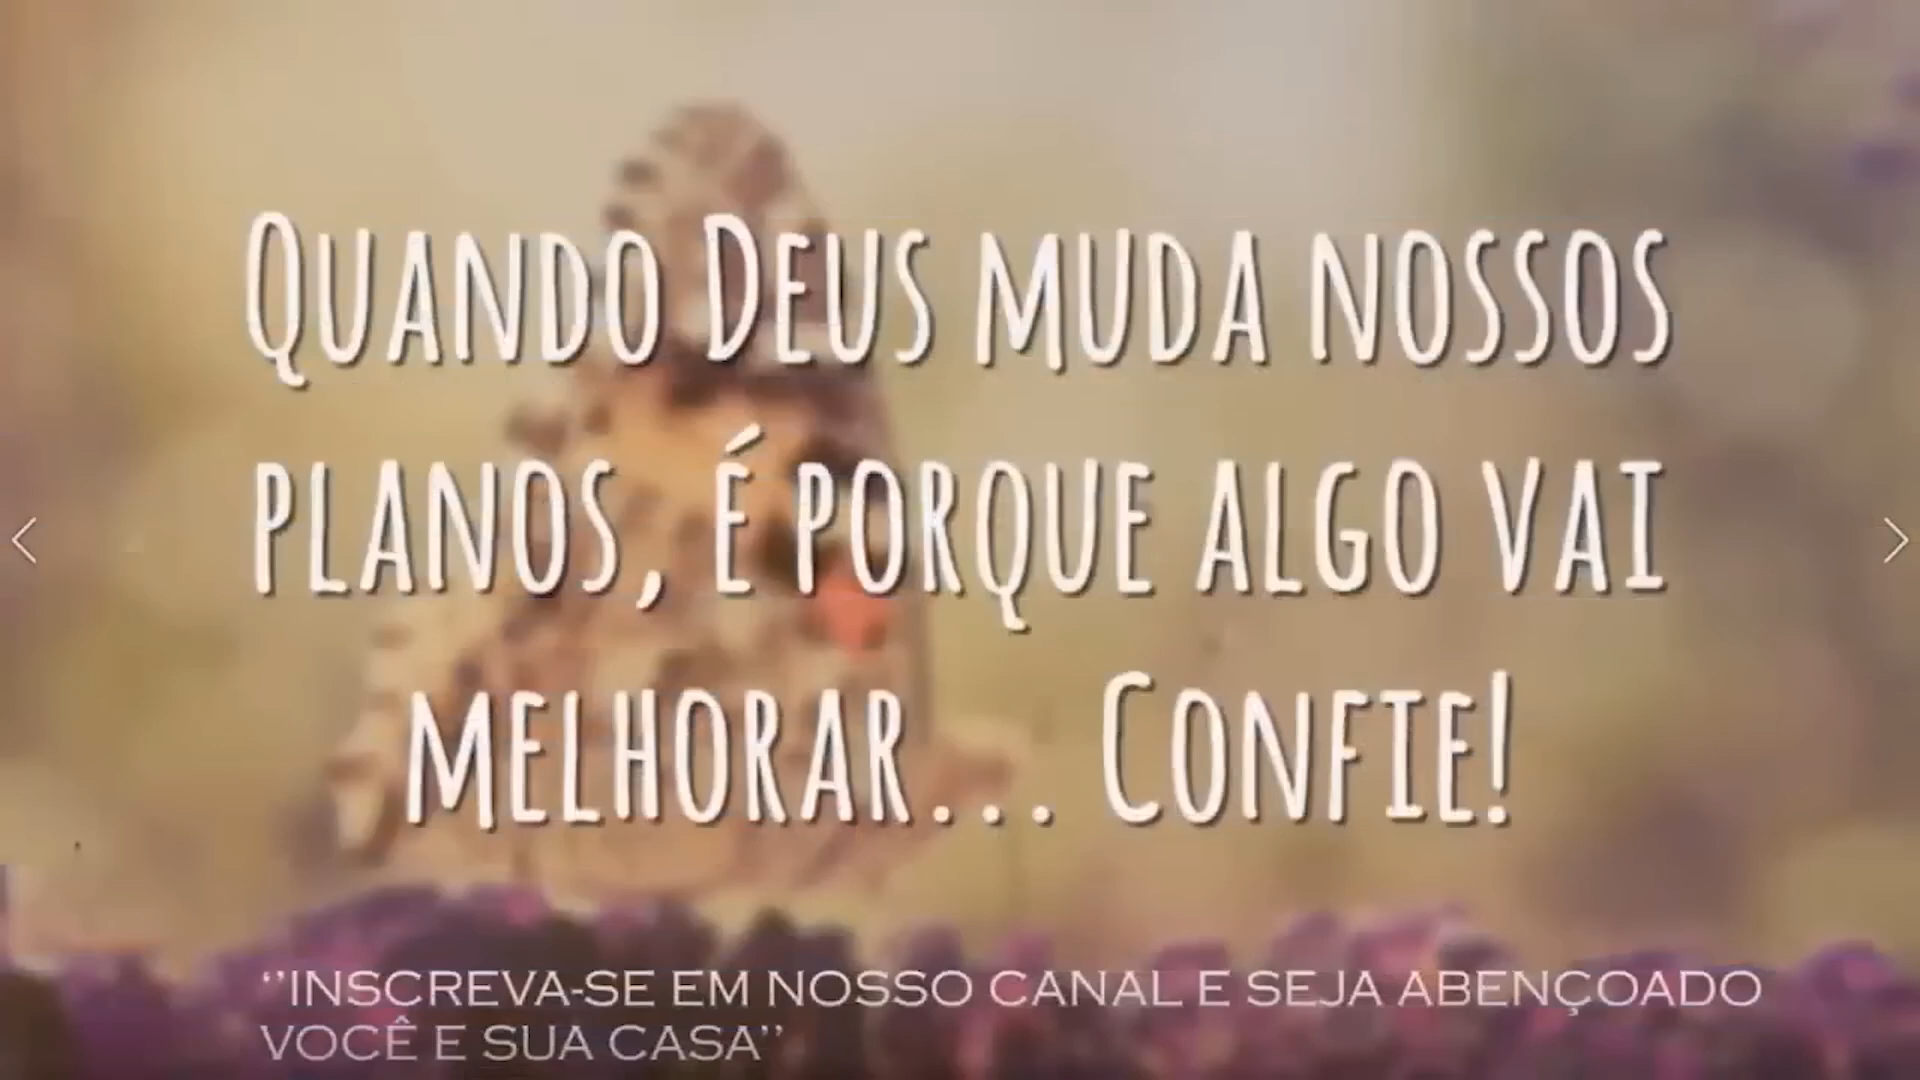 Quando Deus muda nossos
planos, é porque algo vai
melhorar... Confie!
‘’INSCREVA-SE EM NOSSO CANAL E SEJA ABENÇOADO
VOCÊ E SUA CASA’’